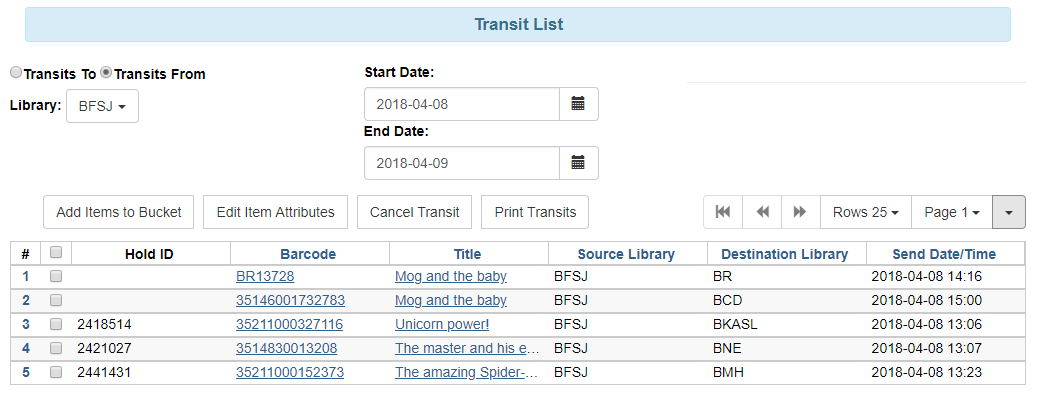 Transit List
Transits To Transits From
Library: BFSJ
Start Date:
2018-04-08
End Date:
2018-04-09
Add Items to Bucket Edit Item Attributes Cancel Transit Print Transits Rows 25 Page 1
# Hold ID Barcode Title Source Library Destination Library Send Date/Time
1 BR13728 Mog and the baby BFSJ BR 2018-04-08 14:16
2 35146001732783 Mog and the baby BFSJ BCD 2018-04-08 15:00
3 2418514 35211000327116 Unicorn power! BFSJ BKASL 2018-04-08 13:06
4 2421027 3514830013208 The master and his e... BFSJ BNE 2018-04-08 13:07
5 2441431 35211000152373 The amazing Spider-... BFSJ BMH 2018-04-08 13:23